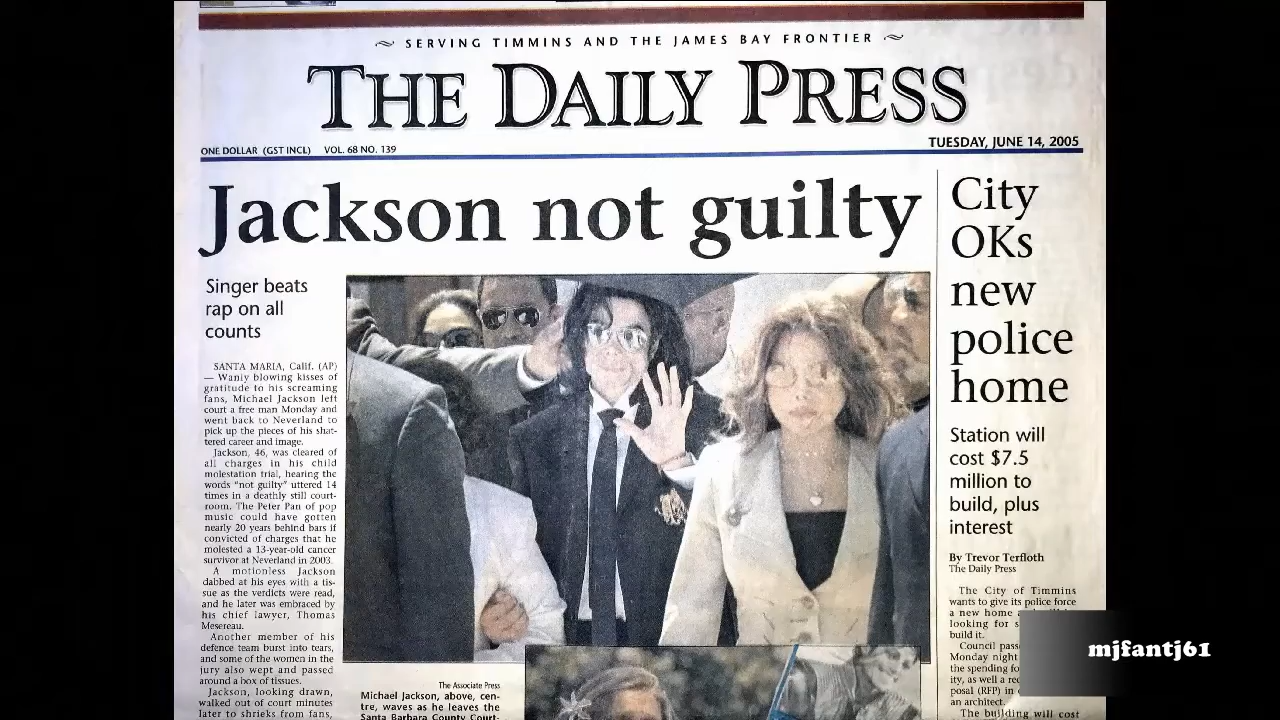 SERVING TIMMINS AND THE JAMES BAY FRONTIER
THE DAILY PRESS
ONE DOLLAR (GST INCL) VOL. 68 NO. 139
TUESDAY, JUNE 14, 2005
Jackson not guilty
Singer beats
rap on all
counts
SANTA MARIA, Calif. (AP)
— Wanly blowing kisses of
gratitude to his screaming
fans, Michael Jackson left
court a free man Monday and
went back to Neverland to
pick up the pieces of his shat-
tered career and image.
Jackson, 46, was cleared of
all charges in his child
molestation trial, hearing the
words "not guilty" uttered 14
times in a deathly still court-
room. The Peter Pan of pop
music could have gotten
nearly 20 years behind bars if
convicted of charges that he
molested a 13-year-old cancer
survivor at Neverland in 2003.
A motionless Jackson
dabbed at his eyes with a tis-
sue as the verdicts were read,
and he later was embraced by
his chief lawyer, Thomas
Mesereau.
Another member of his
defence team burst into tears,
and some of the women in the
jury also wept and passed
around a box of tissues.
Jackson, looking drawn,
walked out of court minutes
later to shrieks from fans,
The Associate Press
Michael Jackson, above, cen-
tre, waves as he leaves the
Santa Barbara County Court-
City
OKs
new
police
home
Station will
cost $7.5
million to
build, plus
interest
By Trevor Terfloth
The Daily Press
The City of Timmins
wants to give its police force
a new home
looking for
build it.
Council
Monday night
the spending
ity, as well a
posal (RFP) in
an architect.
The building will cost
mjfantj61